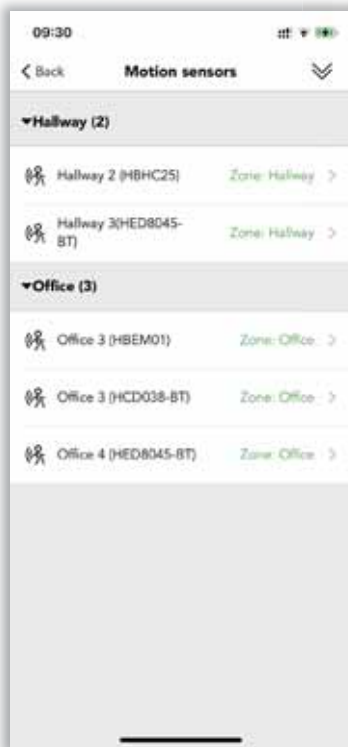 09:30
Back
Motion sensors
Hallway (2)
Hallway 2 (HBHC25)
Zone: Hallway
Hallway 3(HED8045-
BT)
Zone: Hallway
Office (3)
Office 3 (HBEM01)
Zone: Office
Office 3 (HCD038-BT)
Zone: Office
Office 4 (HED8045-BT)
Zone: Office